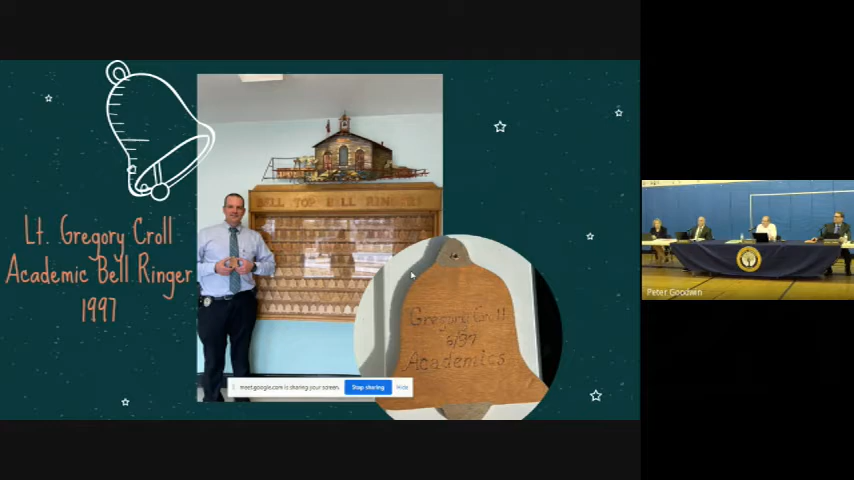 Lt. Gregory Croll
Academic Bell Ringer
1997
BELL TOP BELL RINGERS
Gregory Croll
6/97
Academics
meet.google.com is sharing your screen.
Stop sharing
Hide
Peter Goodwin